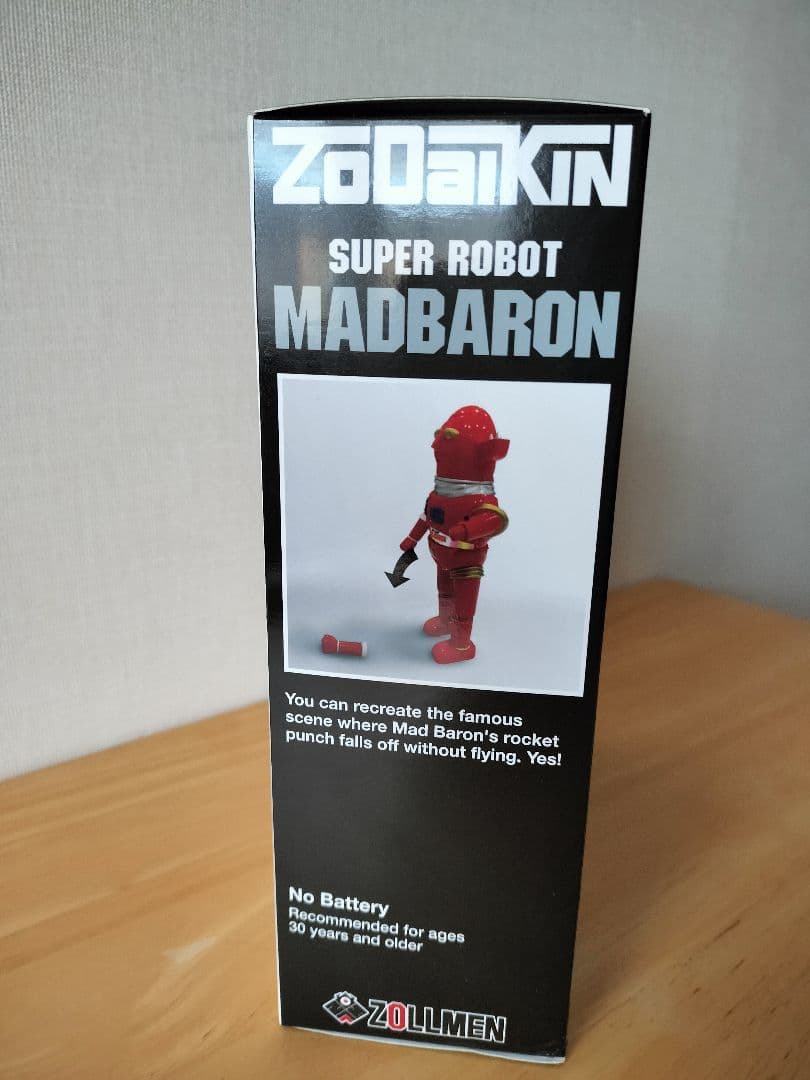 ZoDaiKiN
SUPER ROBOT
MADBARON
You can recreate the famous
scene where Mad Baron's rocket
punch falls off without flying. Yes!
No Battery
Recommended for ages
30 years and older
ZOLLMEN